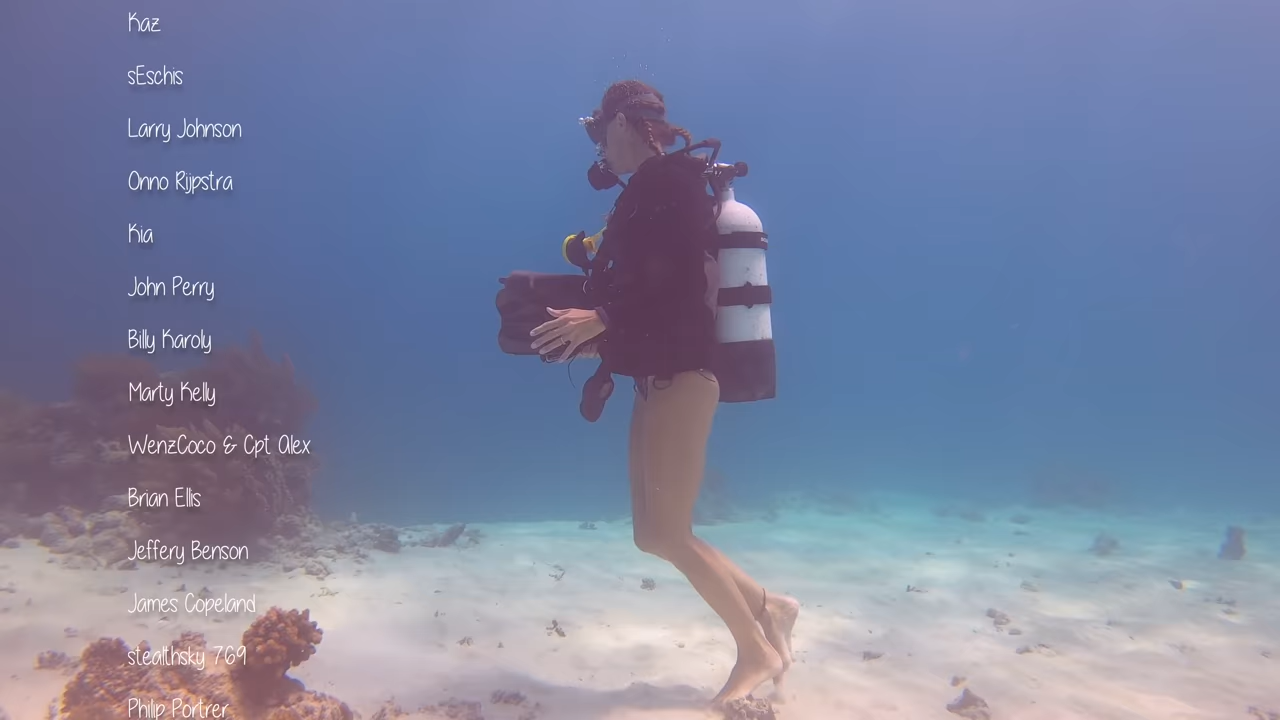 Kaz
sEschis
Larry Johnson
Onno Rijpstra
Kia
John Perry
Billy Karoly
Marty Kelly
WenzCoco & Cpt Alex
Brian Ellis
Jeffery Benson
James Copeland
stealthsky 769
Philip Portrer